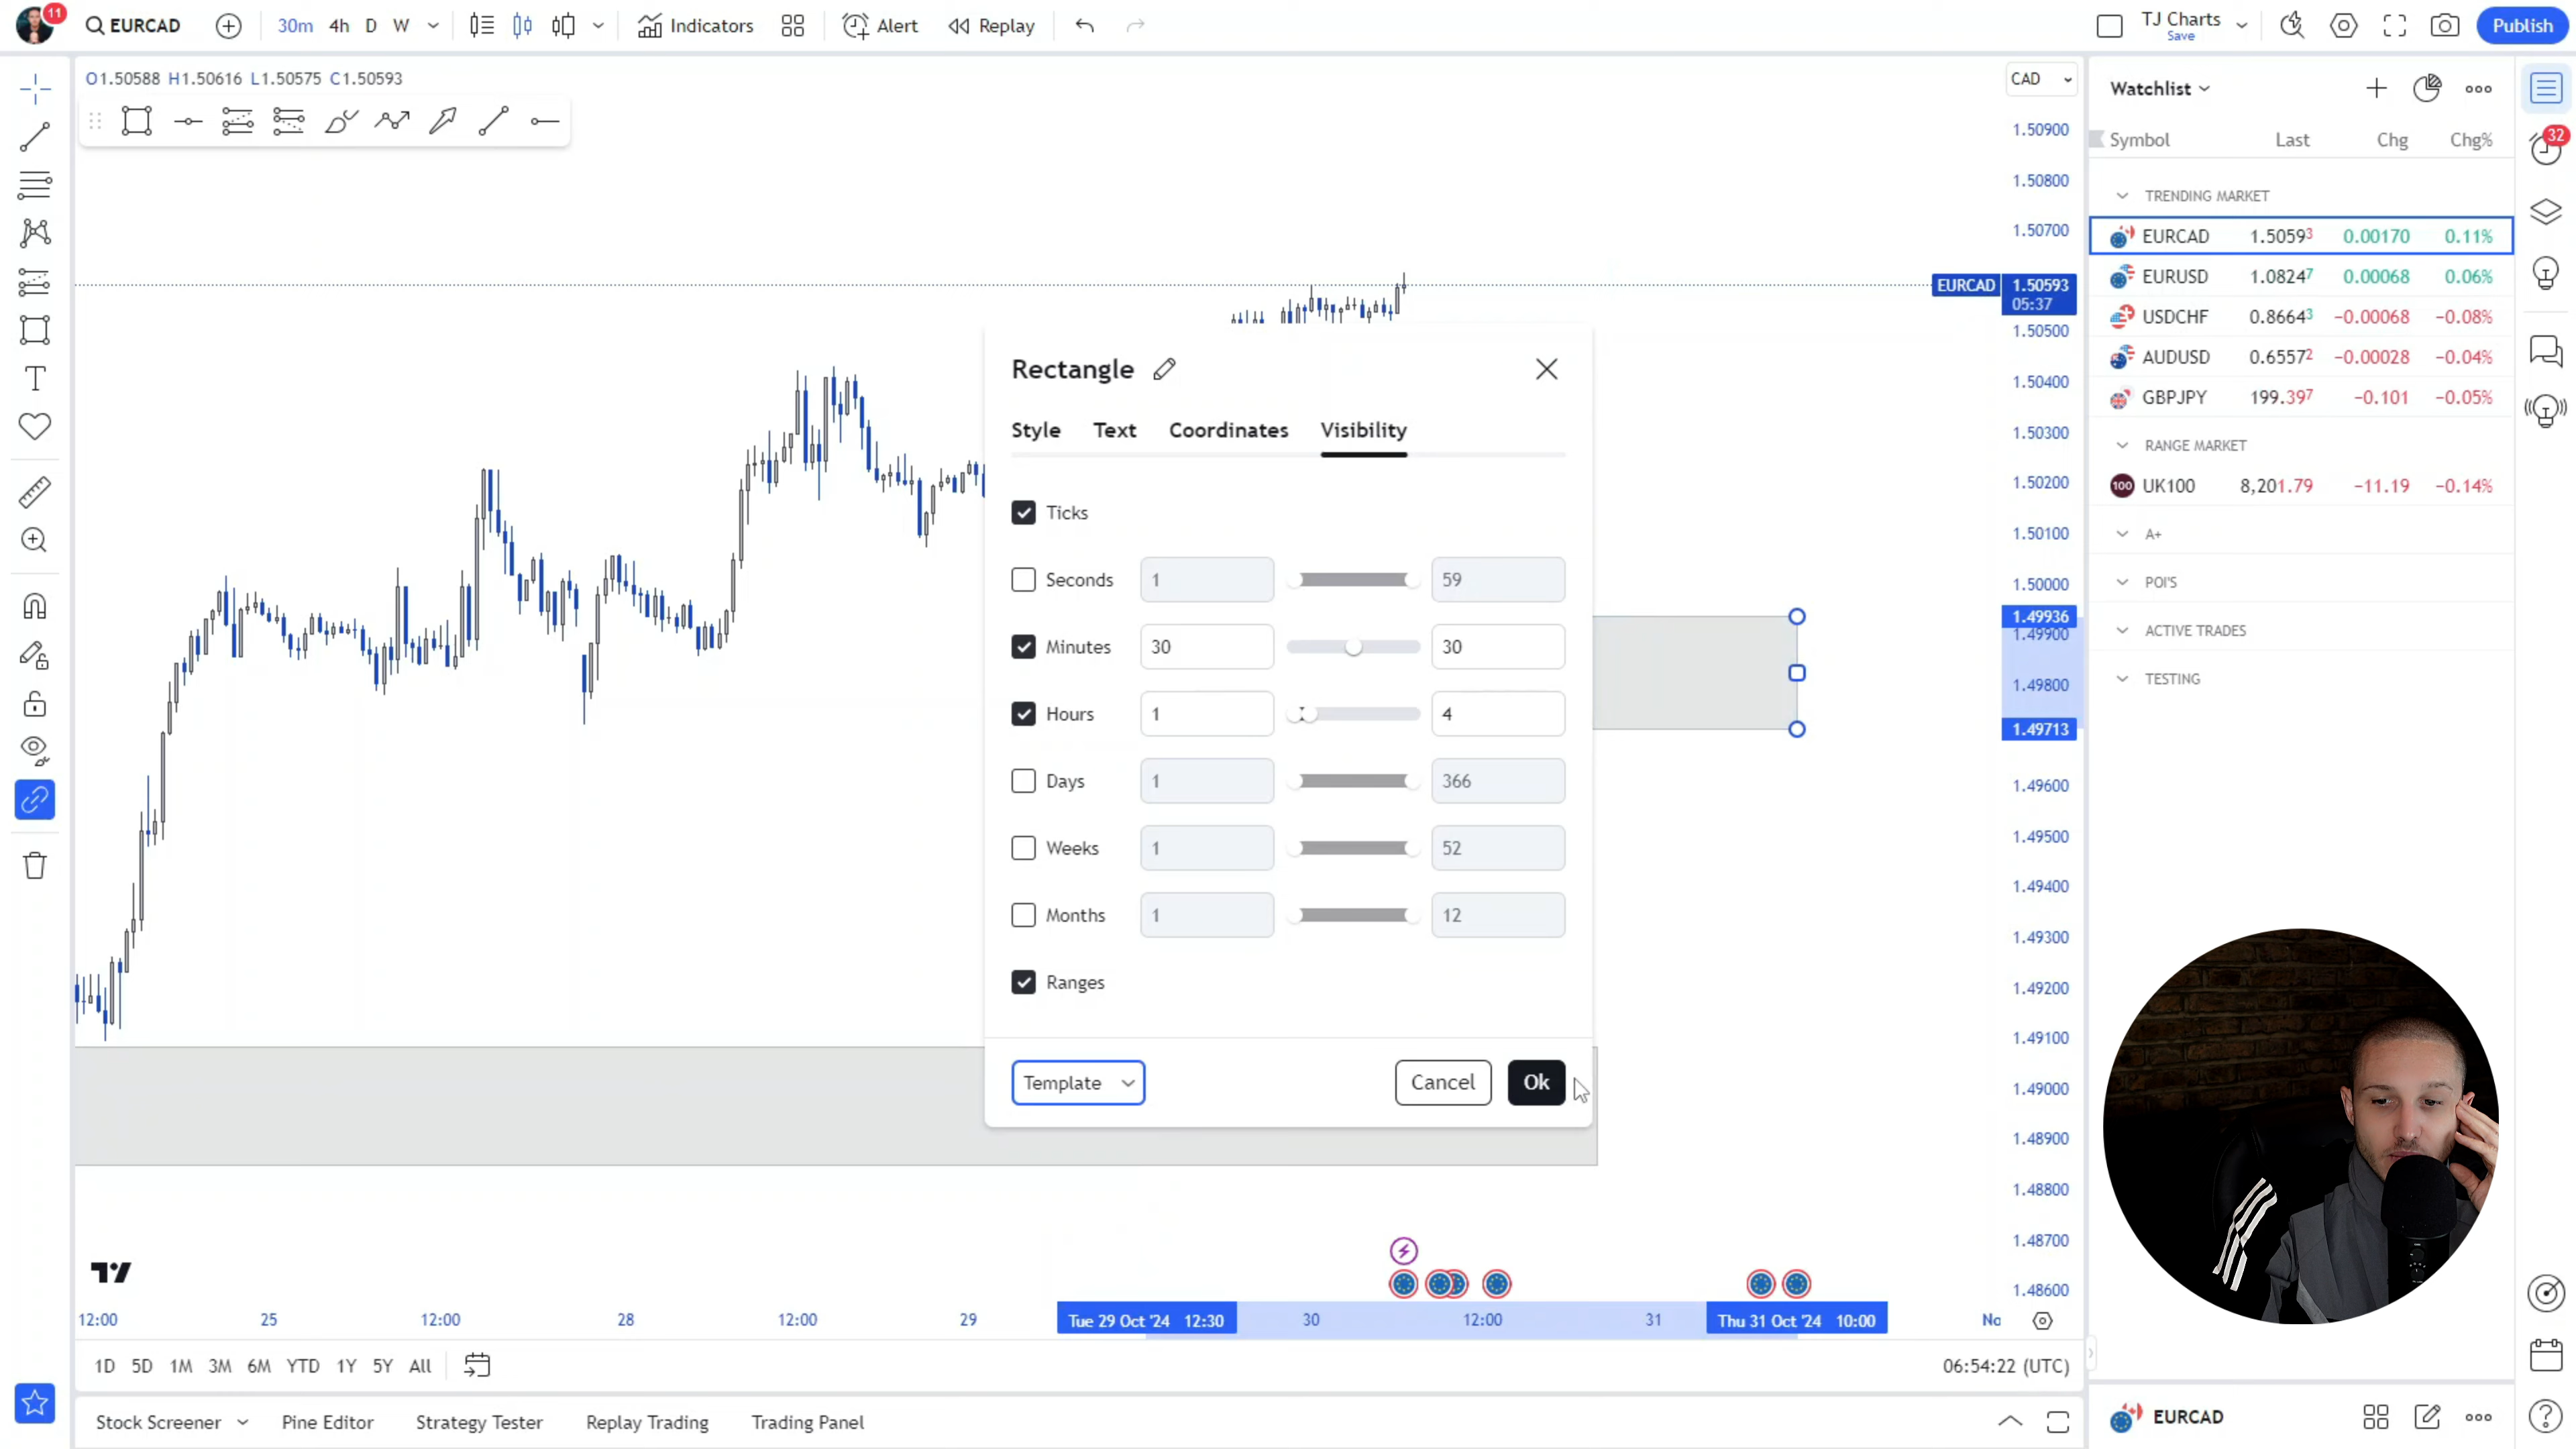 11 EURCAD 30m 4h D W Indicators Alert Replay TJ Charts Save Publish
O1.50588 H1.50616 L1.50575 C1.50593
CAD
1.50900
1.50800
1.50700
EURCAD 1.50593
05:37
1.50500
1.50400
1.50300
1.50200
1.50100
1.50000
1.49936
1.49900
1.49800
1.49713
1.49600
1.49500
1.49400
1.49300
1.49200
1.49100
1.49000
1.48900
1.48800
1.48700
1.48600
Rectangle
Style Text Coordinates Visibility
Ticks
Seconds 1 59
Minutes 30 30
Hours 1 4
Days 1 366
Weeks 1 52
Months 1 12
Ranges
Template Cancel Ok
12:00 25 12:00 28 12:00 29 Tue 29 Oct '24 12:30 30 12:00 31 Thu 31 Oct '24 10:00 No
1D 5D 1M 3M 6M YTD 1Y 5Y All 06:54:22 (UTC)
Stock Screener Pine Editor Strategy Tester Replay Trading Trading Panel
Watchlist
Symbol Last Chg Chg%
32
TRENDING MARKET
EURCAD 1.50593 0.00170 0.11%
EURUSD 1.08247 0.00068 0.06%
USDCHF 0.86643 −0.00068 −0.08%
AUDUSD 0.65572 −0.00028 −0.04%
GBPJPY 199.397 −0.101 −0.05%
RANGE MARKET
100 UK100 8,201.79 −11.19 −0.14%
A+
POI'S
ACTIVE TRADES
TESTING
EURCAD